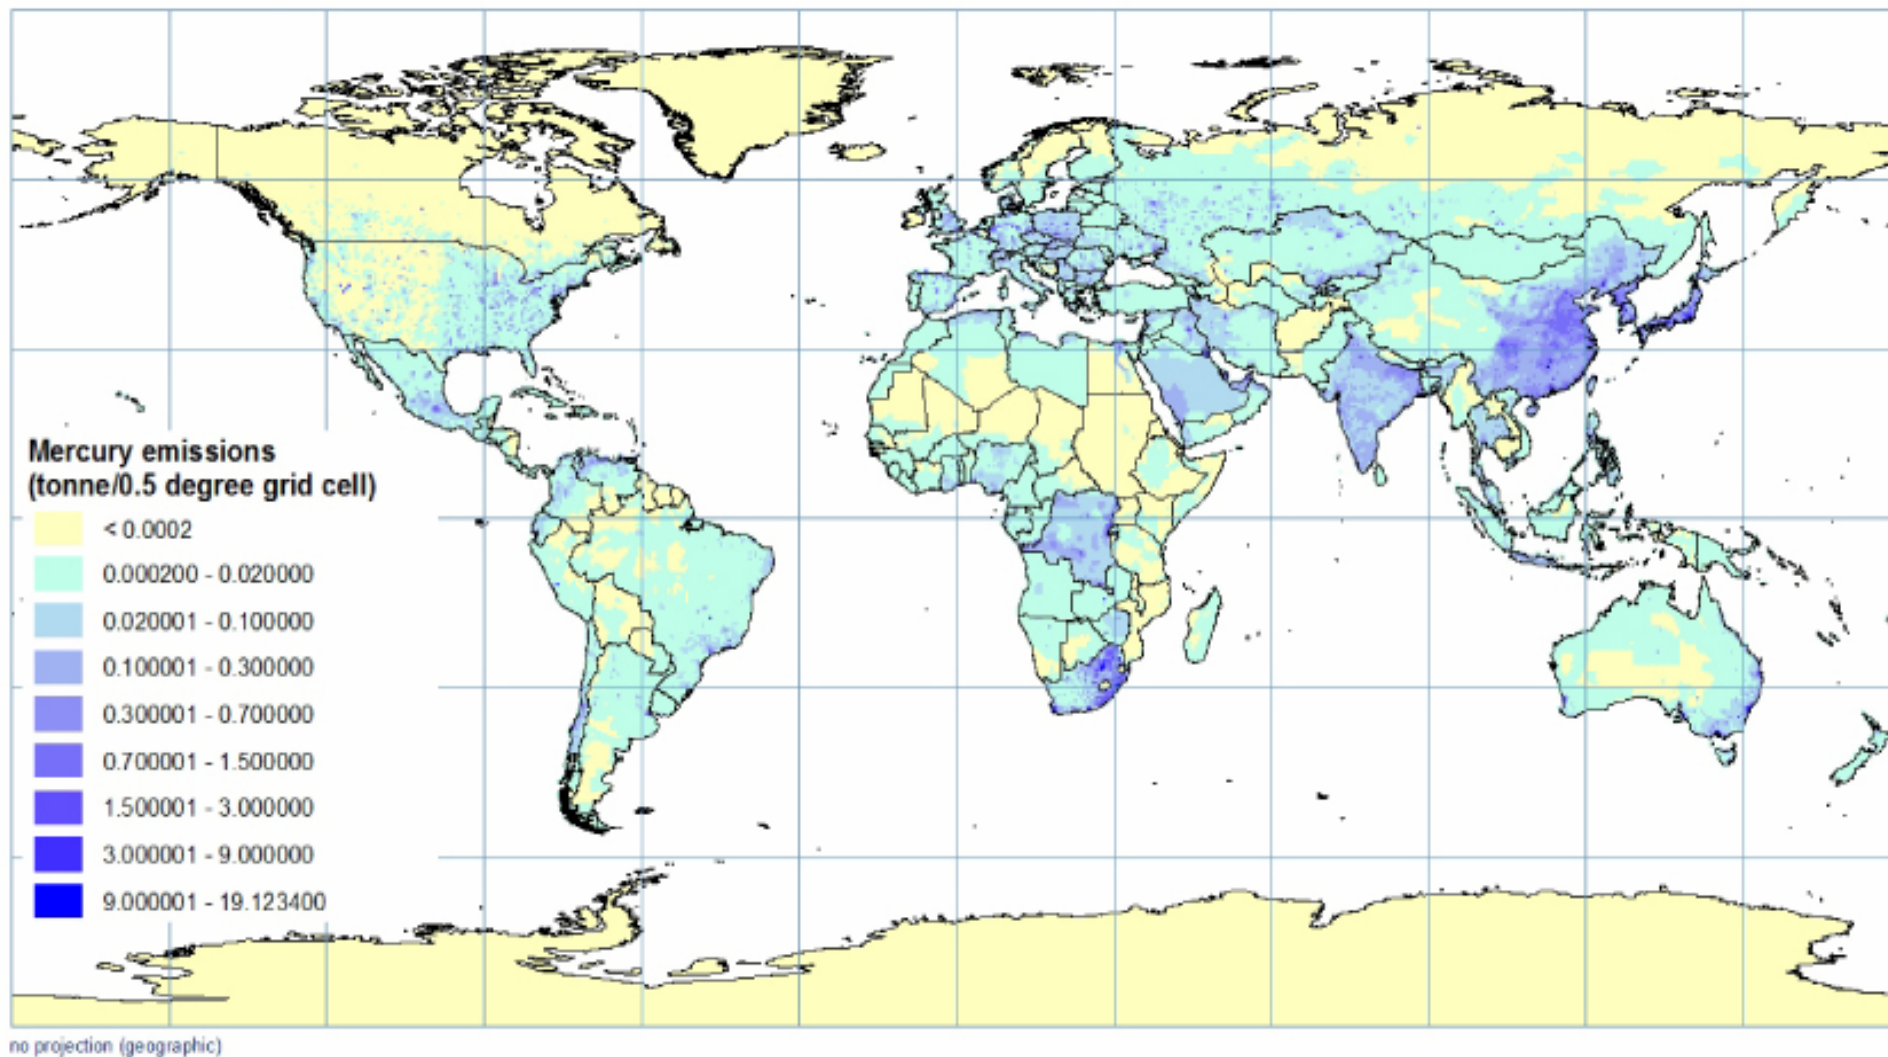 Mercury emissions
(tonne/0.5 degree grid cell)
< 0.0002
0.000200 - 0.020000
0.020001 - 0.100000
0.100001 - 0.300000
0.300001 - 0.700000
0.700001 - 1.500000
1.500001 - 3.000000
3.000001 - 9.000000
9.000001 - 19.123400
no projection (geographic)